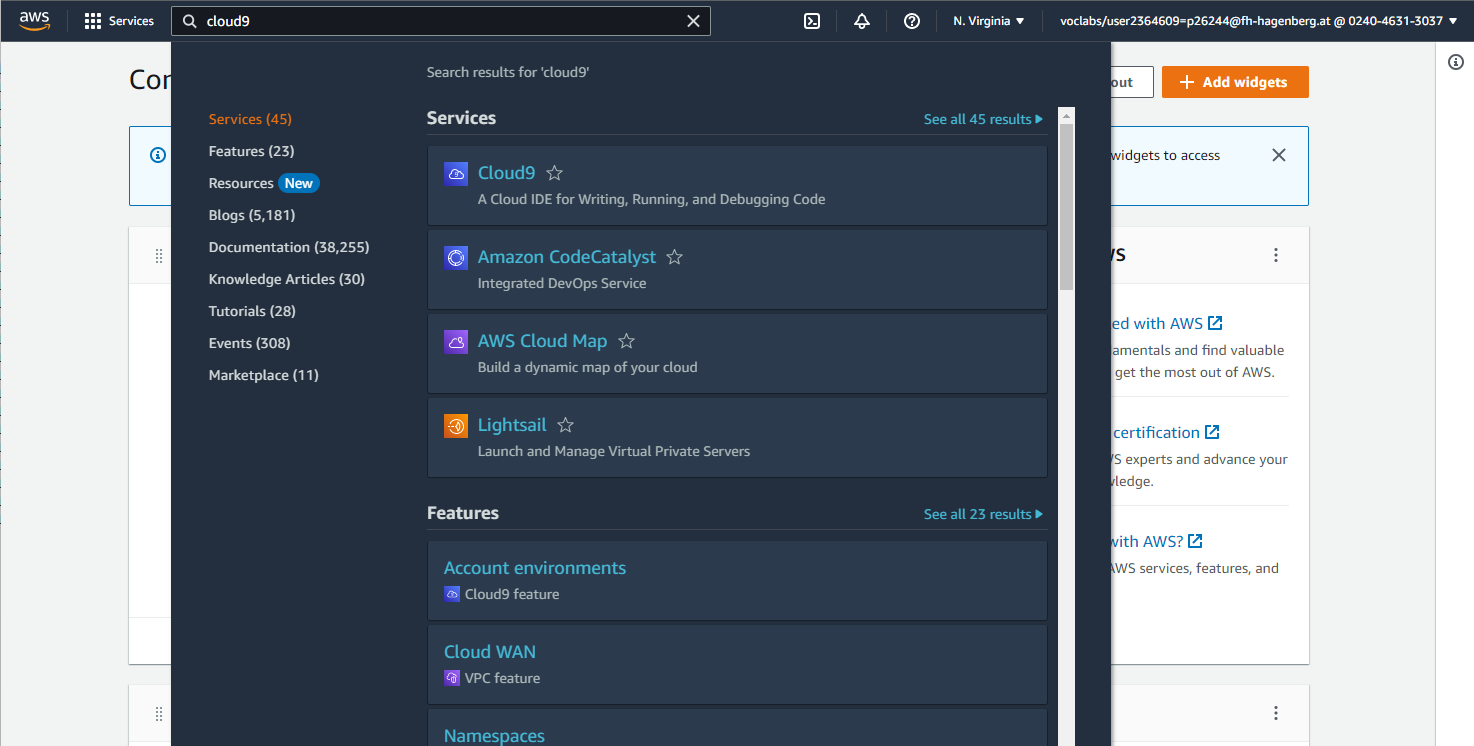 aws
Services
cloud9
N. Virginia
voclabs/user2364609=p26244@fh-hagenberg.at @ 0240-4631-3037
Search results for 'cloud9'
Services (45)
Features (23)
Resources New
Blogs (5,181)
Documentation (38,255)
Knowledge Articles (30)
Tutorials (28)
Events (308)
Marketplace (11)
Services
See all 45 results
Cloud9
A Cloud IDE for Writing, Running, and Debugging Code
Amazon CodeCatalyst
Integrated DevOps Service
AWS Cloud Map
Build a dynamic map of your cloud
Lightsail
Launch and Manage Virtual Private Servers
Features
See all 23 results
Account environments
Cloud9 feature
Cloud WAN
VPC feature
Namespaces
Con
out
Add widgets
widgets to access
WS
ed with AWS
amentals and find valuable
get the most out of AWS.
certification
WS experts and advance your
wledge.
with AWS?
AWS services, features, and